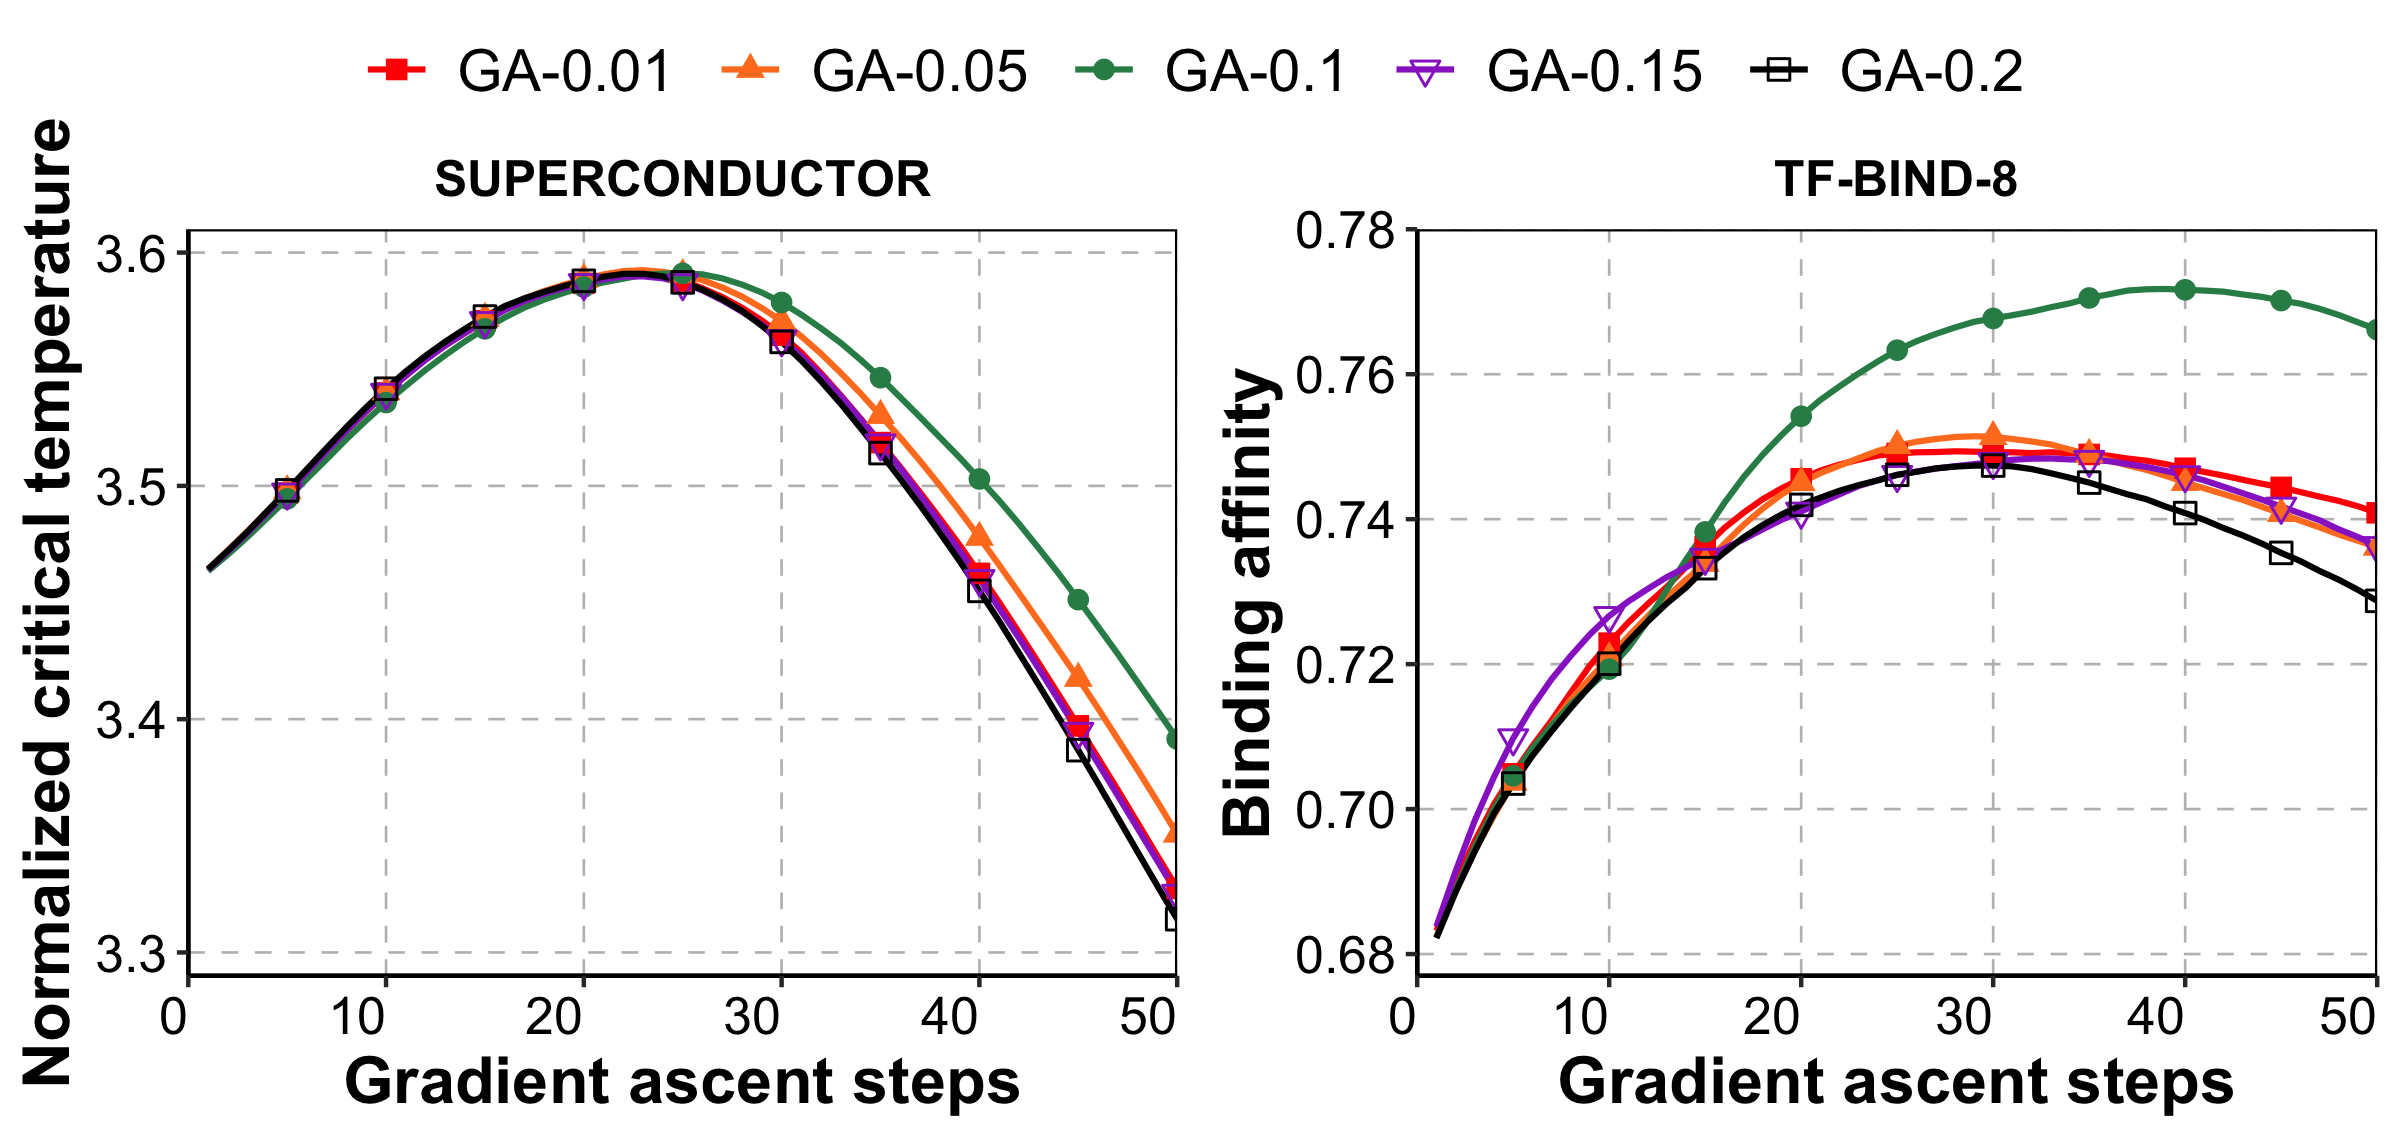 GA-0.01 GA-0.05 GA-0.1 GA-0.15 GA-0.2
SUPERCONDUCTOR
Normalized critical temperature
3.6
3.5
3.4
3.3
0 10 20 30 40 50
Gradient ascent steps
TF-BIND-8
Binding affinity
0.78
0.76
0.74
0.72
0.70
0.68
0 10 20 30 40 50
Gradient ascent steps